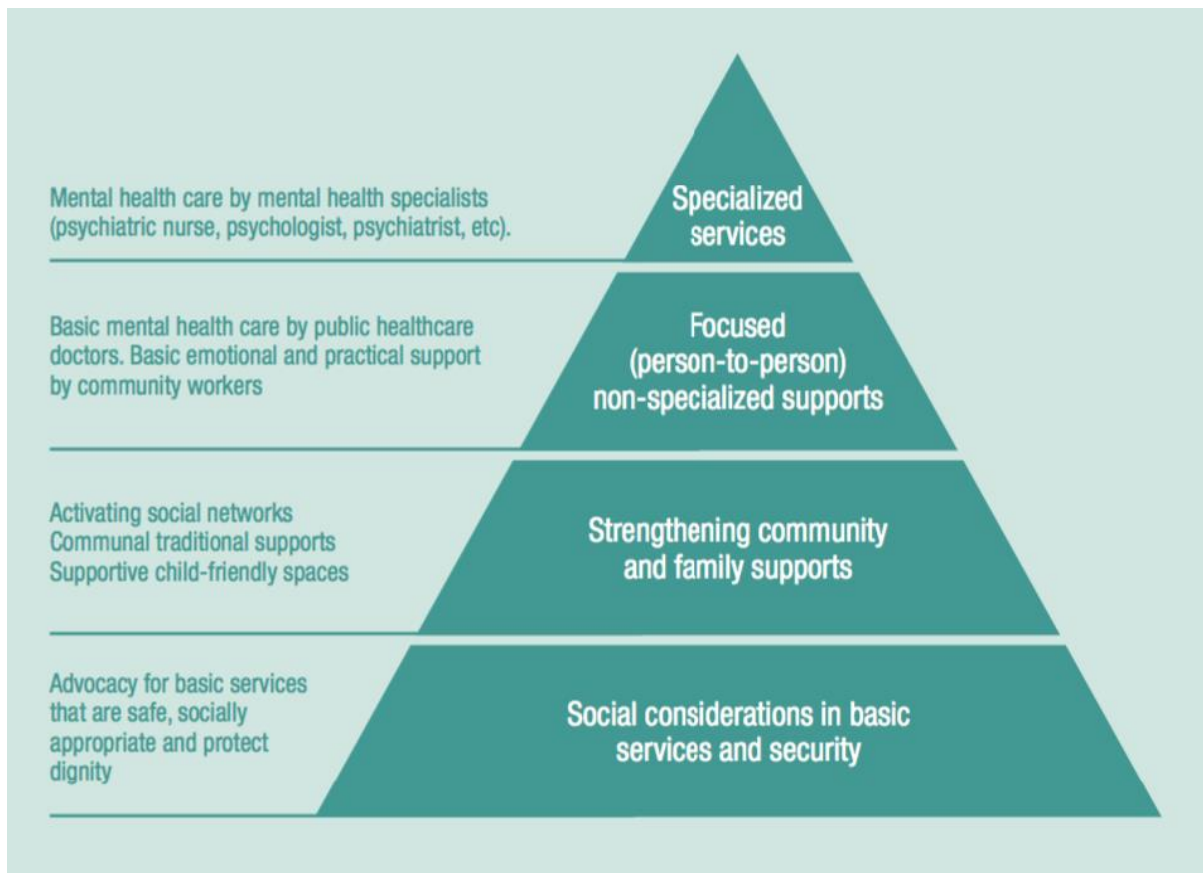 Mental health care by mental health specialists
(psychiatric nurse, psychologist, psychiatrist, etc).
Specialized
services
Basic mental health care by public healthcare
doctors. Basic emotional and practical support
by community workers
Focused
(person-to-person)
non-specialized supports
Activating social networks
Communal traditional supports
Supportive child-friendly spaces
Strengthening community
and family supports
Advocacy for basic services
that are safe, socially
appropriate and protect
dignity
Social considerations in basic
services and security